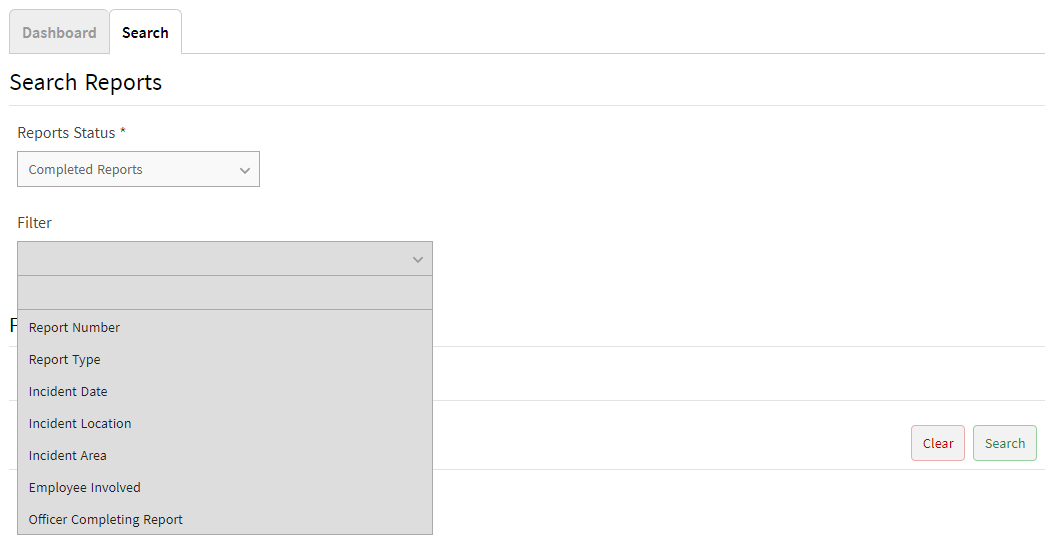 Dashboard Search
Search Reports
Reports Status *
Completed Reports
Filter
Report Number
Report Type
Incident Date
Incident Location
Incident Area
Employee Involved
Officer Completing Report
Clear Search